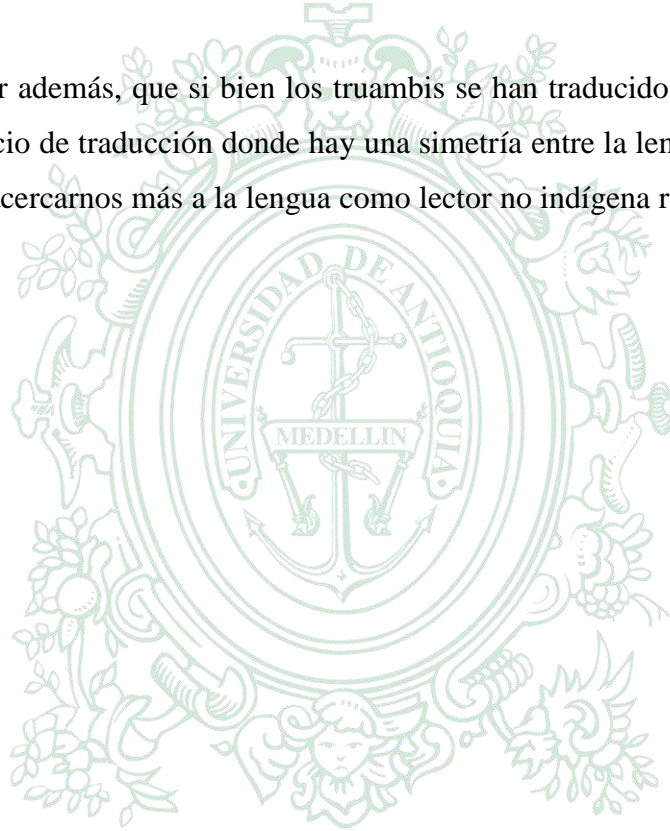 r además, que si bien los truambis se han traducido
cio de traducción donde hay una simetría entre la len
acercarnos más a la lengua como lector no indígena r
UNIVERSIDAD DE ANTIOQUIA
MEDELLIN